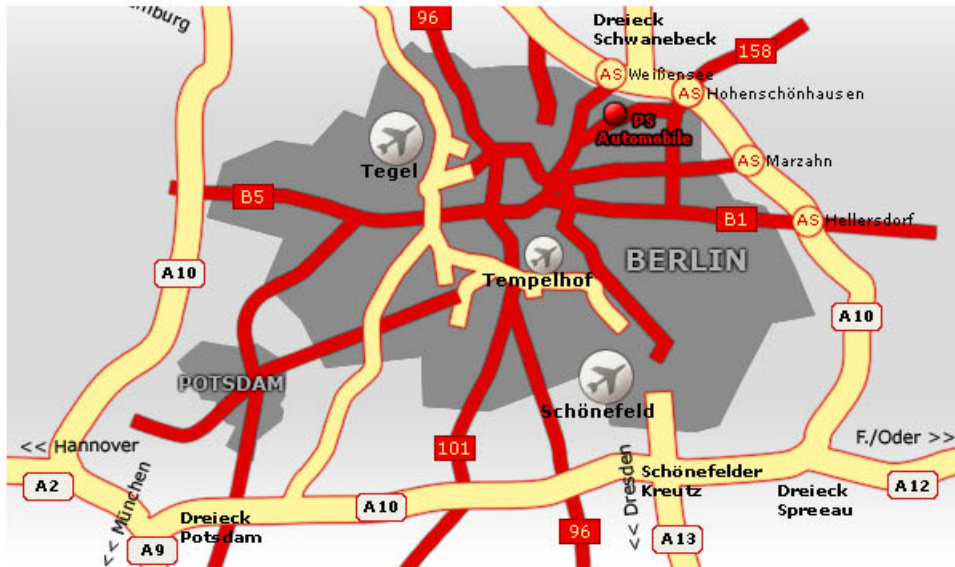 96
Dreieck
Schwanebeck
158
AS Weißensee
AS Hohenschönhausen
PS
Automobile
Tegel
AS Marzahn
B5
B1
AS Hellersdorf
A10
Tempelhof
BERLIN
A10
POTSDAM
Schönefeld
<< Hannover
101
F./Oder >>
A2
<< München
A10
<< Dresden
Schönefelder
Kreutz
A12
Dreieck
Spreeau
Dreieck
Potsdam
96
A13
A9